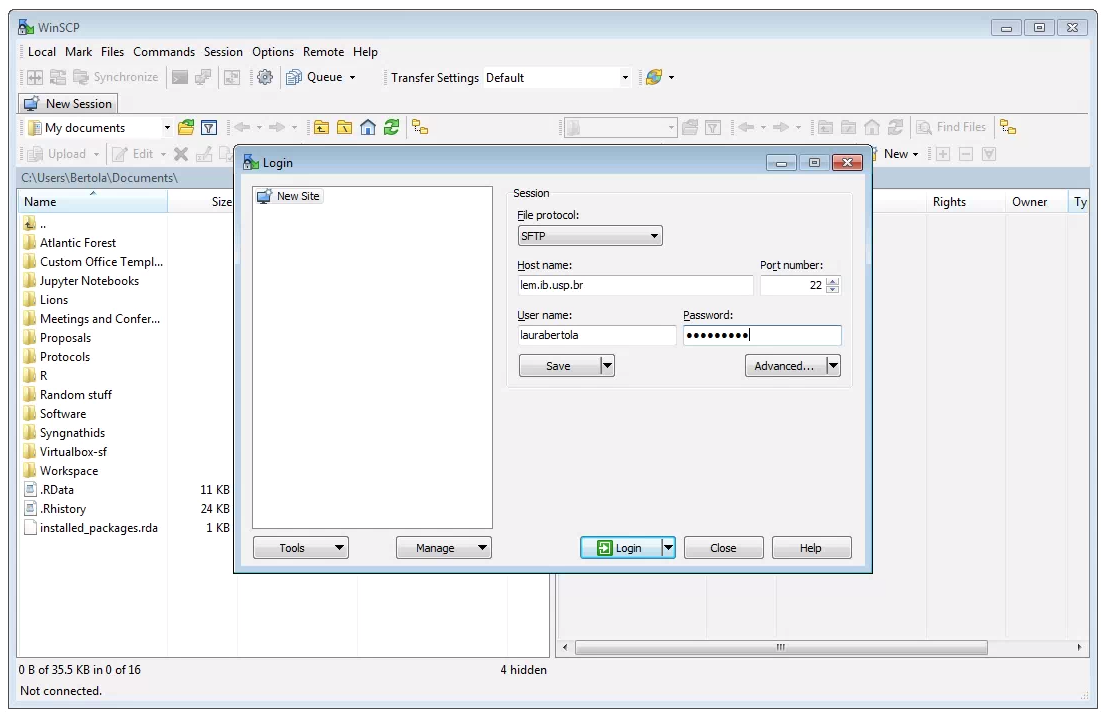 WinSCP
Local Mark Files Commands Session Options Remote Help
Synchronize Queue Transfer Settings Default
New Session
My documents Find Files
Upload Edit New
C:\Users\Bertola\Documents\
Name Size Rights Owner Ty
..
Atlantic Forest
Custom Office Templ...
Jupyter Notebooks
Lions
Meetings and Confer...
Proposals
Protocols
R
Random stuff
Software
Syngnathids
Virtualbox-sf
Workspace
.RData 11 KB
.Rhistory 24 KB
installed_packages.rda 1 KB
Login
New Site
Session
File protocol:
SFTP
Host name: Port number:
lem.ib.usp.br 22
User name: Password:
laurabertola •••••••••
Save Advanced...
Tools Manage Login Close Help
0 B of 35.5 KB in 0 of 16 4 hidden
Not connected.